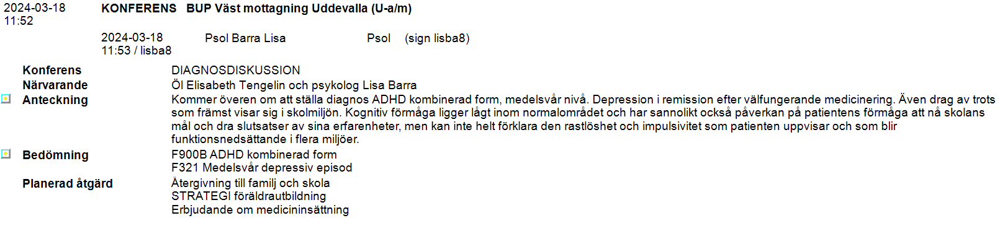 2024-03-18 KONFERENS BUP Väst mottagning Uddevalla (U-a/m)
11:52
2024-03-18 Psol Barra Lisa Psol (sign lisba8)
11:53 / lisba8
Konferens DIAGNOSDISKUSSION
Närvarande Öl Elisabeth Tengelin och psykolog Lisa Barra
Anteckning Kommer överen om att ställa diagnos ADHD kombinerad form, medelsvår nivå. Depression i remission efter välfungerande medicinering. Även drag av trots
som främst visar sig i skolmiljön. Kognitiv förmåga ligger lågt inom normalområdet och har sannolikt också påverkan på patientens förmåga att nå skolans
mål och dra slutsatser av sina erfarenheter, men kan inte helt förklara den rastlöshet och impulsivitet som patienten uppvisar och som blir
funktionsnedsättande i flera miljöer.
Bedömning F900B ADHD kombinerad form
F321 Medelsvår depressiv episod
Planerad åtgärd Återgivning till familj och skola
STRATEGI föräldrautbildning
Erbjudande om medicininsättning